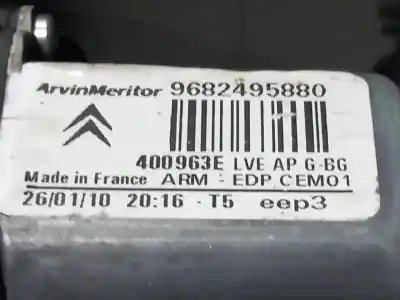 ArvinMeritor 9682495880
400963E LVE AP G-BG
Made in France ARM - EDP CEM01
26/01/10 20:16 - T5 eep3